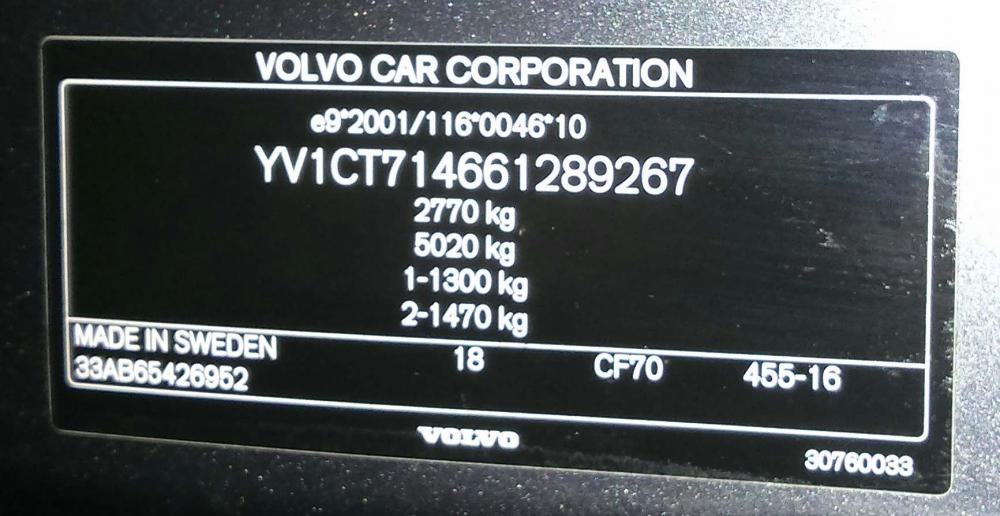 VOLVO CAR CORPORATION
e9*2001/116*0046*10
YV1CT714661289267
2770 kg
5020 kg
1-1300 kg
2-1470 kg
MADE IN SWEDEN 18 CF70 455-16
33AB65426952
VOLVO
30760033